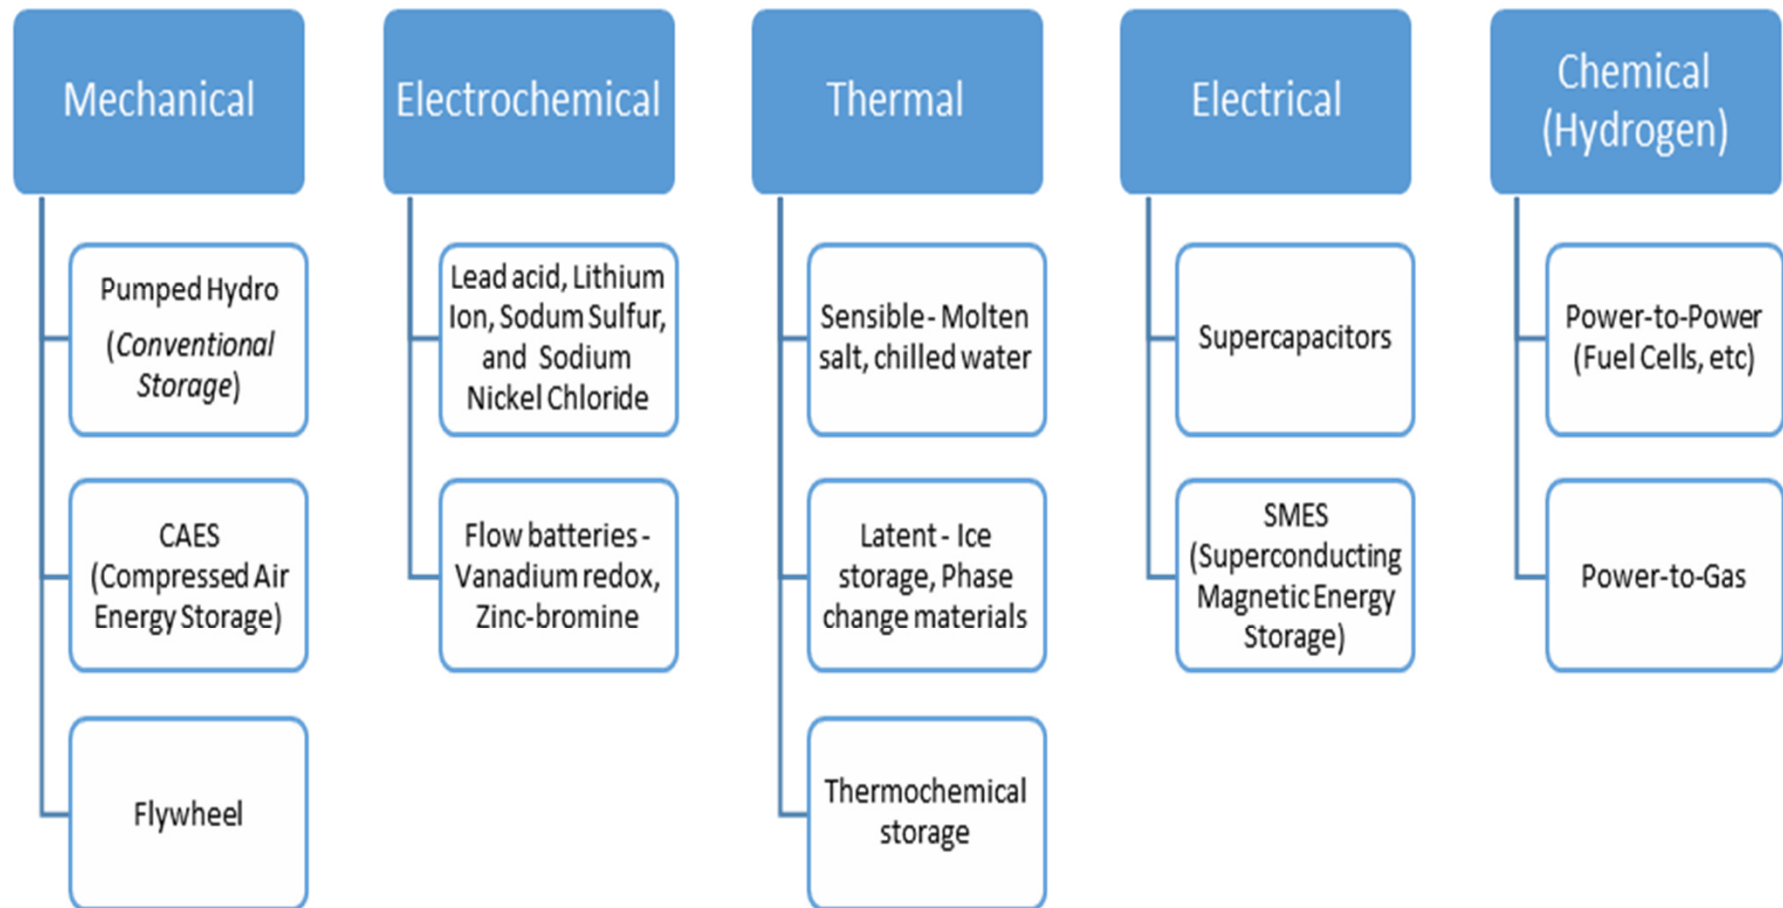 Mechanical
Pumped Hydro
(Conventional
Storage)
CAES
(Compressed Air
Energy Storage)
Flywheel
Electrochemical
Lead acid, Lithium
Ion, Sodum Sulfur,
and Sodium
Nickel Chloride
Flow batteries -
Vanadium redox,
Zinc-bromine
Thermal
Sensible - Molten
salt, chilled water
Latent - Ice
storage, Phase
change materials
Thermochemical
storage
Electrical
Supercapacitors
SMES
(Superconducting
Magnetic Energy
Storage)
Chemical
(Hydrogen)
Power-to-Power
(Fuel Cells, etc)
Power-to-Gas